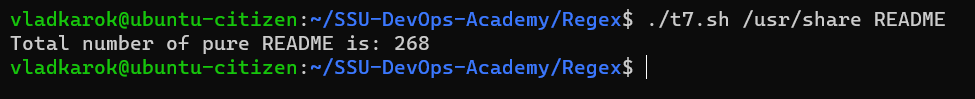 vladkarok@ubuntu-citizen:~/SSU-DevOps-Academy/Regex$ ./t7.sh /usr/share README
Total number of pure README is: 268
vladkarok@ubuntu-citizen:~/SSU-DevOps-Academy/Regex$